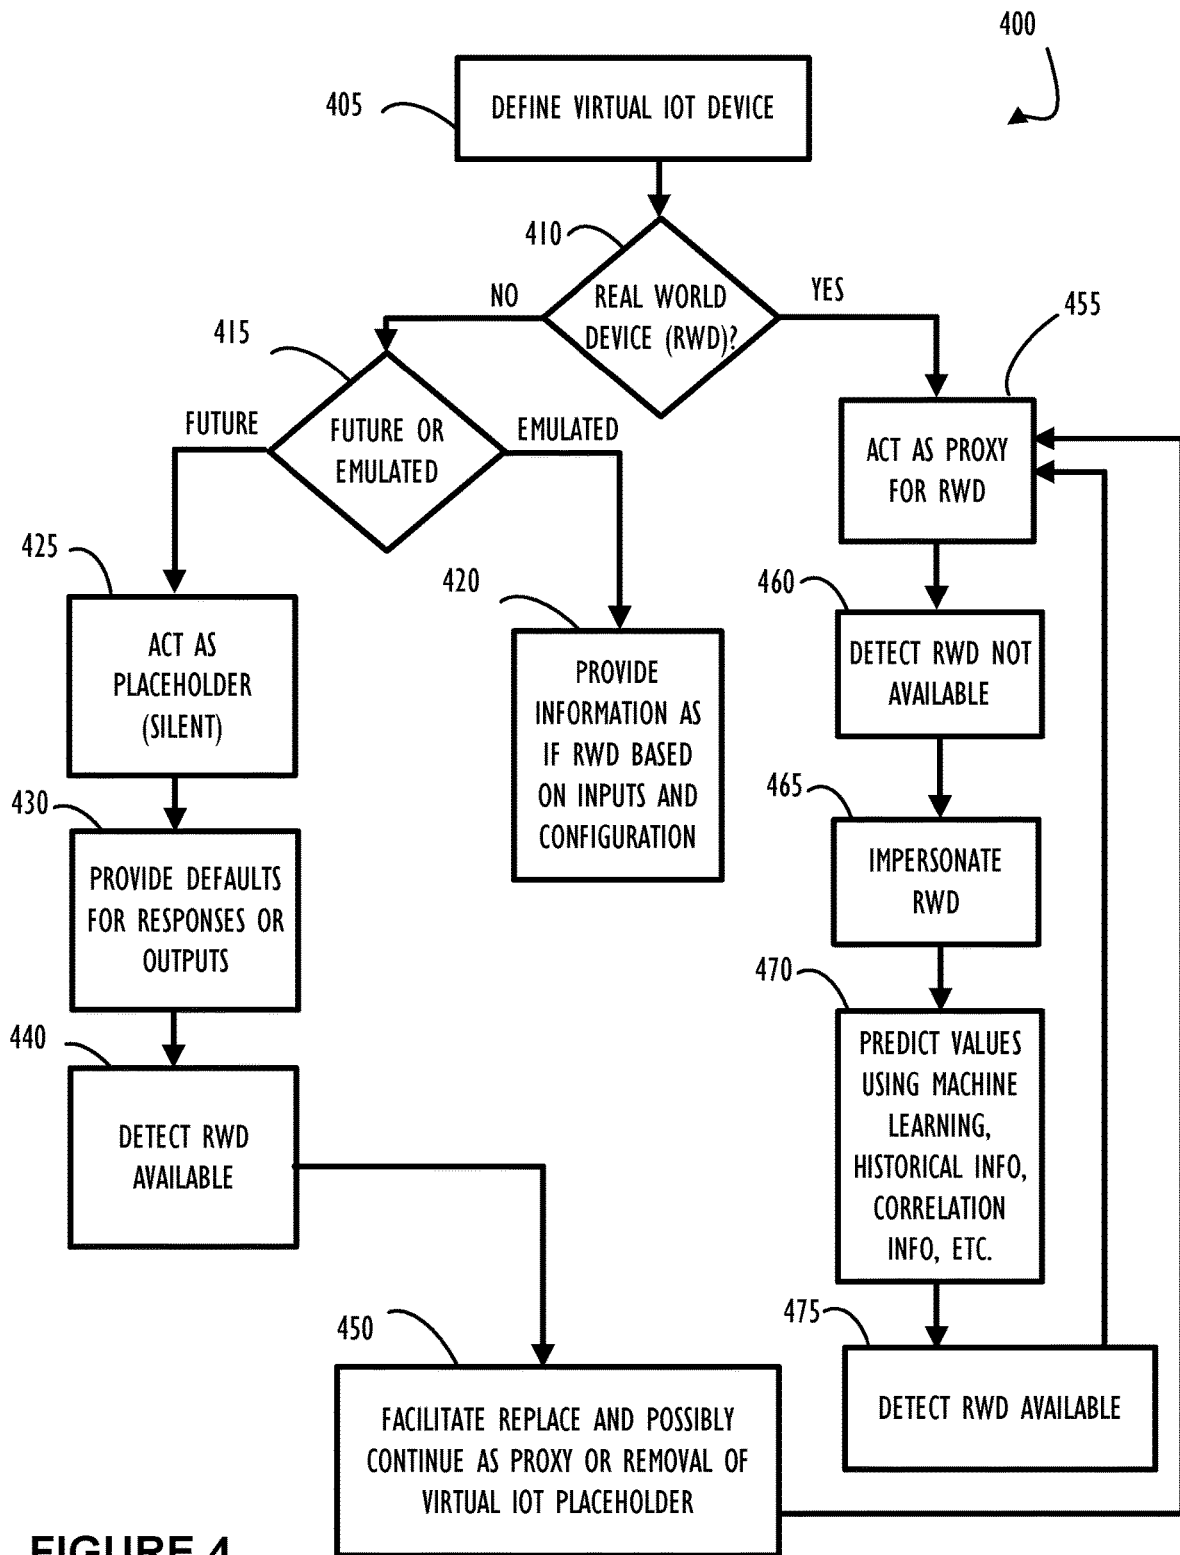 400
405
DEFINE VIRTUAL IOT DEVICE
410
REAL WORLD
DEVICE (RWD)?
NO
YES
415
455
FUTURE OR
EMULATED
FUTURE
EMULATED
ACT AS PROXY
FOR RWD
425
420
460
ACT AS
PLACEHOLDER
(SILENT)
PROVIDE
INFORMATION AS
IF RWD BASED
ON INPUTS AND
CONFIGURATION
DETECT RWD NOT
AVAILABLE
430
465
PROVIDE DEFAULTS
FOR RESPONSES OR
OUTPUTS
IMPERSONATE
RWD
440
470
DETECT RWD
AVAILABLE
PREDICT VALUES
USING MACHINE
LEARNING,
HISTORICAL INFO,
CORRELATION
INFO, ETC.
450
475
FACILITATE REPLACE AND POSSIBLY
CONTINUE AS PROXY OR REMOVAL OF
VIRTUAL IOT PLACEHOLDER
DETECT RWD AVAILABLE
FIGURE 4